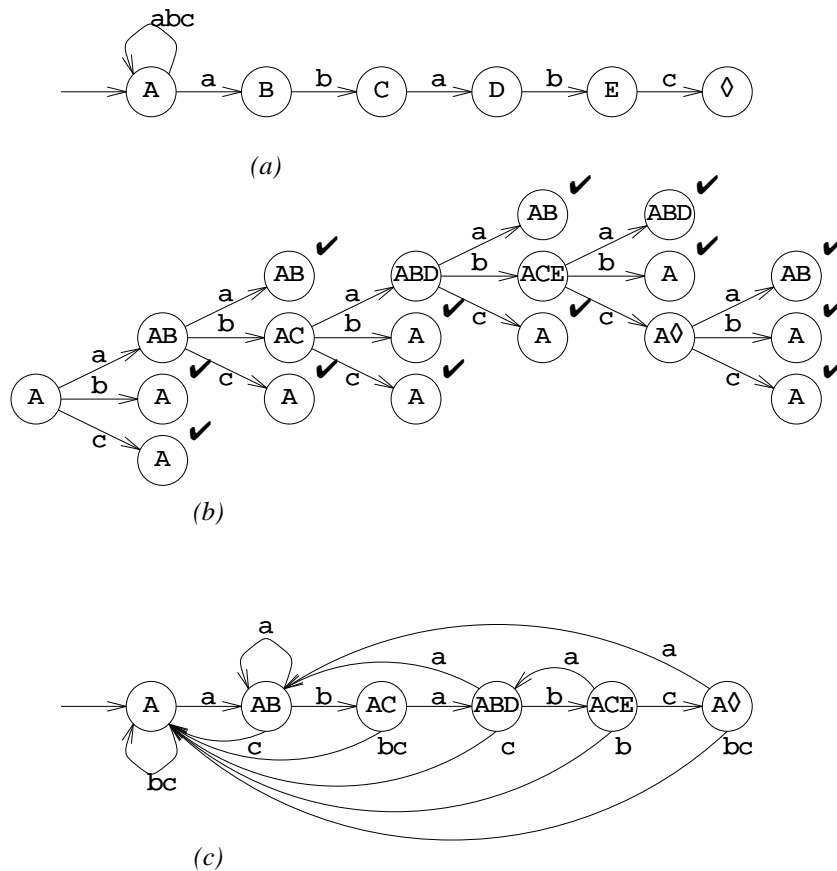 abc
A a B b C a D b E c ◊
(a)
AB ✔ ABD ✔
a a
AB ✔ ABD b ACE b A ✔ AB ✔
a a c c a
AB b AC b A ✔ A ✔ A◊ b A ✔
a c c c
A b A ✔ A ✔ A ✔ A ✔
c
A ✔
(b)
a
a
a a
A a AB b AC a ABD b ACE c A◊
c bc c b bc
bc
(c)